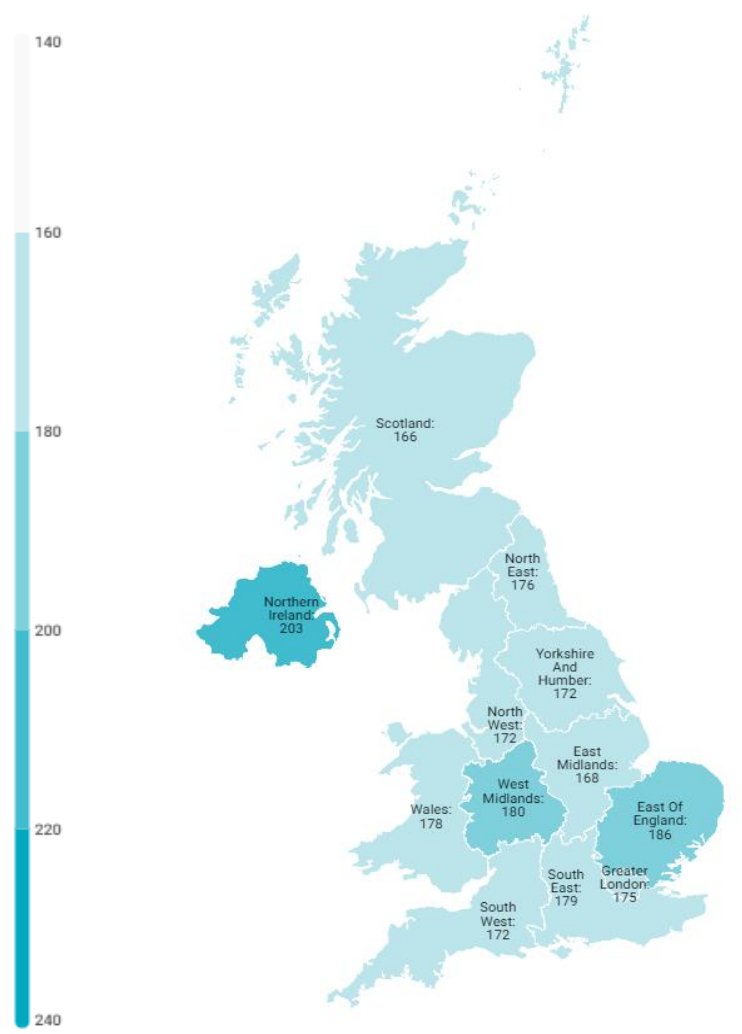 140
160
180
200
220
240
Scotland:
166
North
East:
176
Northern
Ireland:
203
Yorkshire
And
Humber:
172
North
West:
172
East
Midlands:
168
West
Midlands:
180
Wales:
178
East Of
England:
186
South
East:
179
Greater
London:
175
South
West:
172